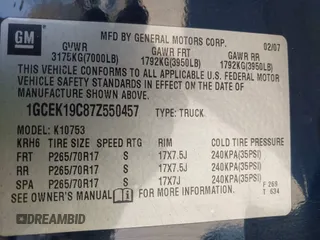 GM
MFD BY GENERAL MOTORS CORP. 02/07
GVWR GAWR FRT GAWR RR
3175KG(7000LB) 1792KG(3950LB) 1792KG(3950LB)
THIS VEHICLE CONFORMS TO ALL APPLICABLE U.S. FEDERAL MOTOR
VEHICLE SAFETY STANDARDS IN EFFECT ON THE DATE OF
MANUFACTURE SHOWN ABOVE.
1GCEK19C87Z550457 TYPE: TRUCK
MODEL: K10753
KRH6 TIRE SIZE SPEED RTG RIM COLD TIRE PRESSURE
FRT P265/70R17 S 17X7.5J 240KPA(35PSI)
RR P265/70R17 S 17X7.5J 240KPA(35PSI)
SPA P265/70R17 S 17X7J 240KPA(35PSI)
SEE OWNER'S MANUAL FOR MORE INFORMATION. F 269
T 634
DREAMBID